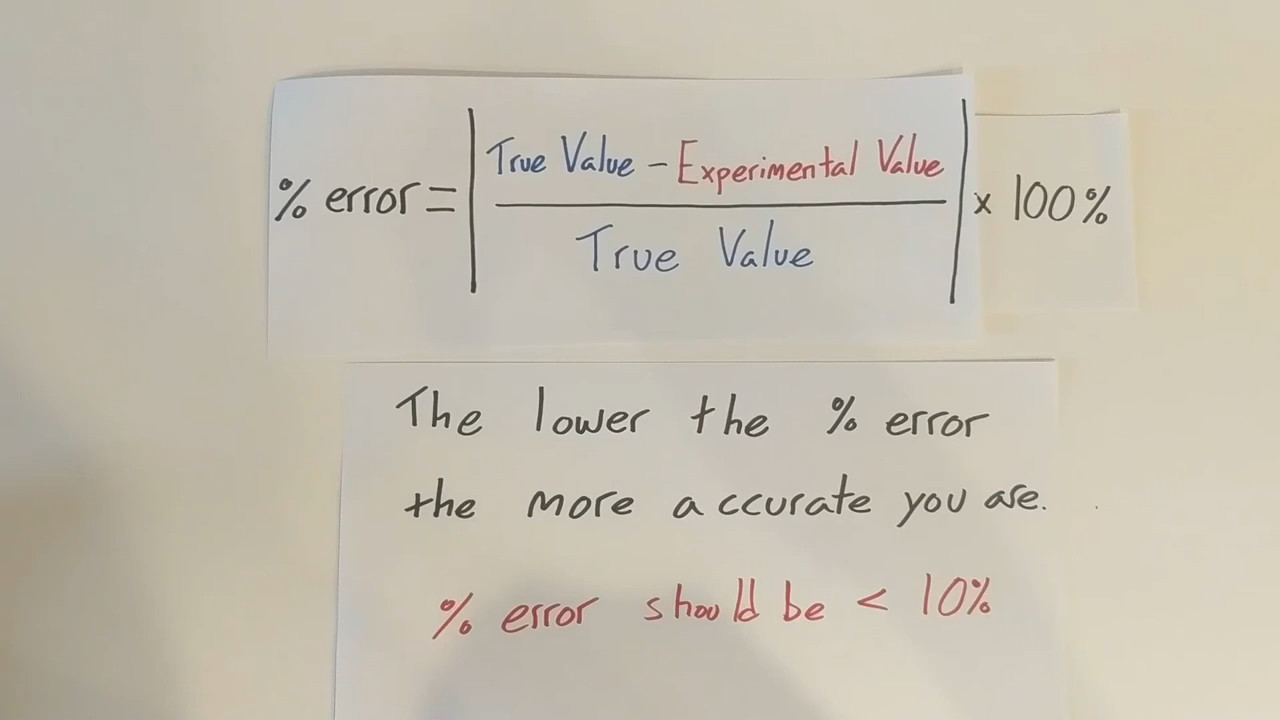 % error = | True Value - Experimental Value / True Value | x 100%
The lower the % error
the more accurate you are.
% error should be < 10%